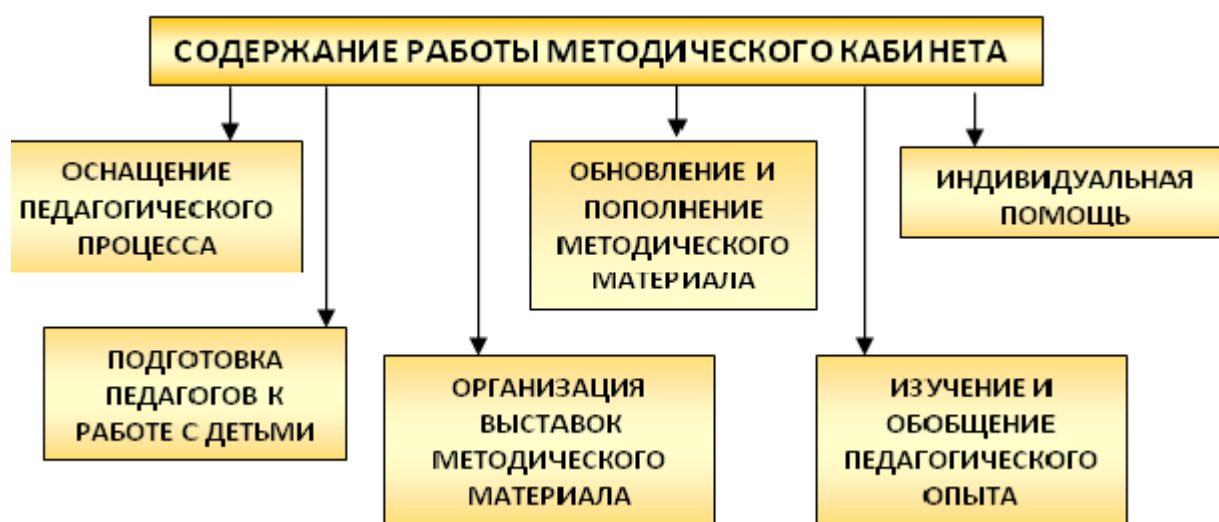 СОДЕРЖАНИЕ РАБОТЫ МЕТОДИЧЕСКОГО КАБИНЕТА
ОСНАЩЕНИЕ
ПЕДАГОГИЧЕСКОГО
ПРОЦЕССА
ОБНОВЛЕНИЕ И
ПОПОЛНЕНИЕ
МЕТОДИЧЕСКОГО
МАТЕРИАЛА
ИНДИВИДУАЛЬНАЯ
ПОМОЩЬ
ПОДГОТОВКА
ПЕДАГОГОВ К
РАБОТЕ С ДЕТЬМИ
ОРГАНИЗАЦИЯ
ВЫСТАВОК
МЕТОДИЧЕСКОГО
МАТЕРИАЛА
ИЗУЧЕНИЕ И
ОБОБЩЕНИЕ
ПЕДАГОГИЧЕСКОГО
ОПЫТА